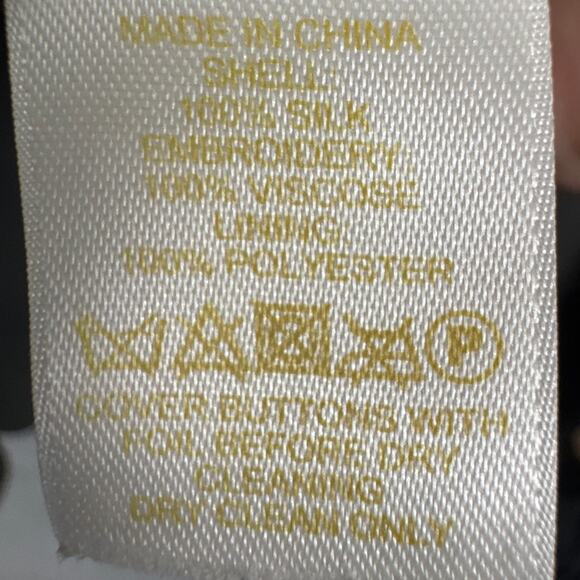 MADE IN CHINA
SHELL:
100% SILK
EMBROIDERY:
100% VISCOSE
LINING:
100% POLYESTER
P
COVER BUTTONS WITH
FOIL BEFORE DRY
CLEANING
DRY CLEAN ONLY